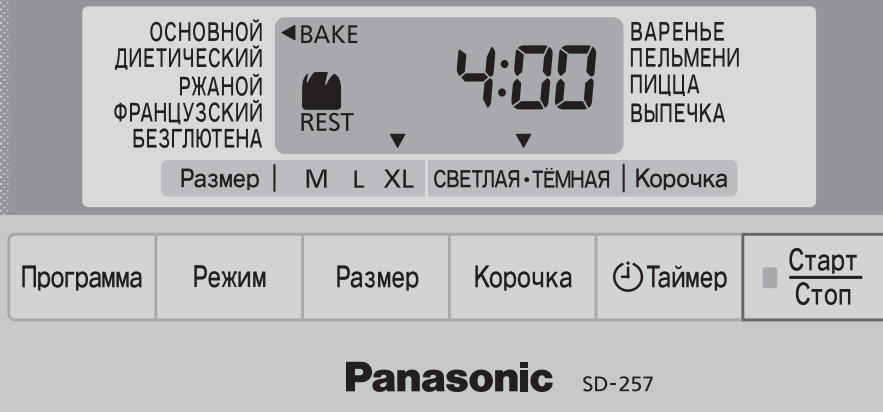 ОСНОВНОЙ
ДИЕТИЧЕСКИЙ
РЖАНОЙ
ФРАНЦУЗСКИЙ
БЕЗГЛЮТЕНА
BAKE
REST
4:00
ВАРЕНЬЕ
ПЕЛЬМЕНИ
ПИЦЦА
ВЫПЕЧКА
Размер | M L XL СВЕТЛАЯ•ТЁМНАЯ | Корочка
Программа Режим Размер Корочка Таймер Старт
Стоп
Panasonic SD-257